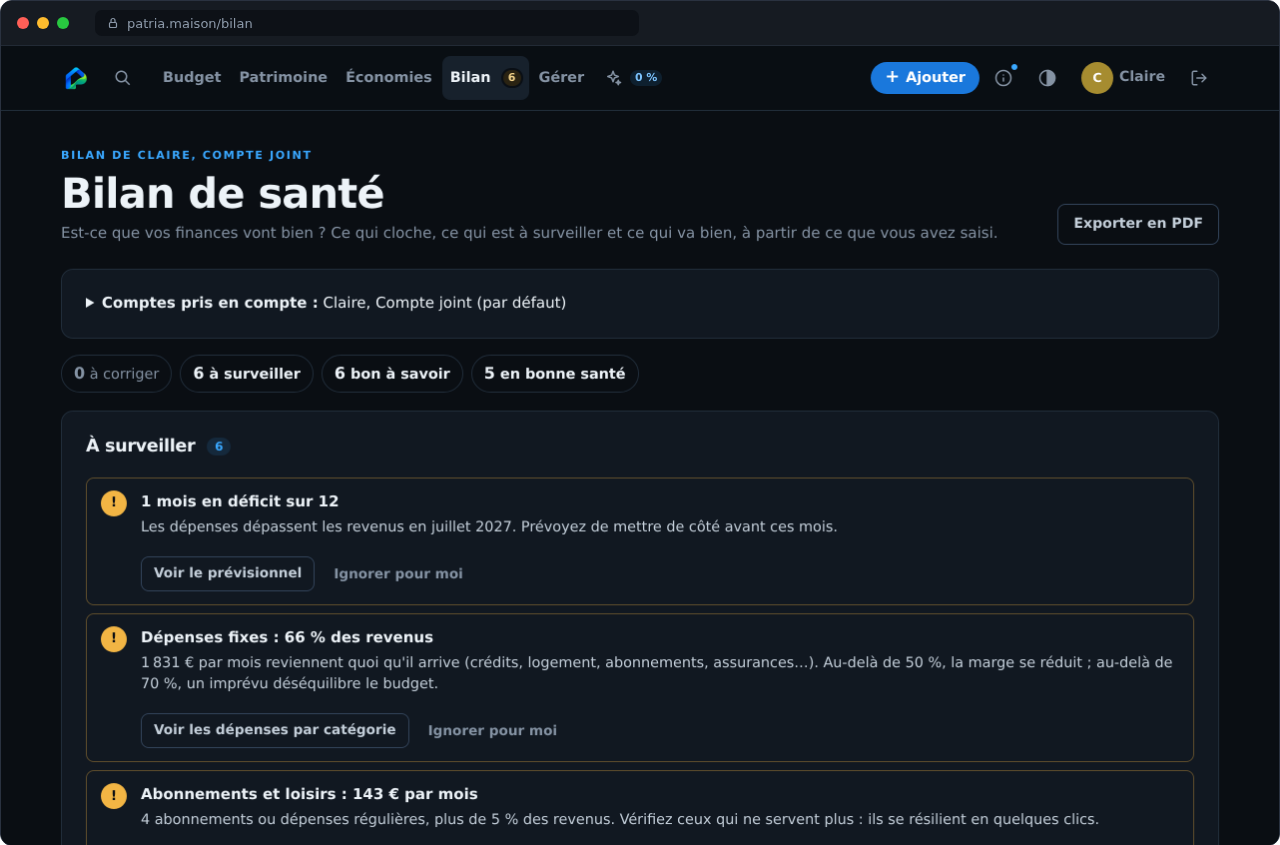 patria.maison/bilan
Budget Patrimoine Économies Bilan 6 Gérer 0 % + Ajouter C Claire
BILAN DE CLAIRE, COMPTE JOINT
Bilan de santé
Est-ce que vos finances vont bien ? Ce qui cloche, ce qui est à surveiller et ce qui va bien, à partir de ce que vous avez saisi.
Exporter en PDF
Comptes pris en compte : Claire, Compte joint (par défaut)
0 à corriger 6 à surveiller 6 bon à savoir 5 en bonne santé
À surveiller 6
! 1 mois en déficit sur 12
Les dépenses dépassent les revenus en juillet 2027. Prévoyez de mettre de côté avant ces mois.
Voir le prévisionnel Ignorer pour moi
! Dépenses fixes : 66 % des revenus
1 831 € par mois reviennent quoi qu'il arrive (crédits, logement, abonnements, assurances…). Au-delà de 50 %, la marge se réduit ; au-delà de
70 %, un imprévu déséquilibre le budget.
Voir les dépenses par catégorie Ignorer pour moi
! Abonnements et loisirs : 143 € par mois
4 abonnements ou dépenses régulières, plus de 5 % des revenus. Vérifiez ceux qui ne servent plus : ils se résilient en quelques clics.